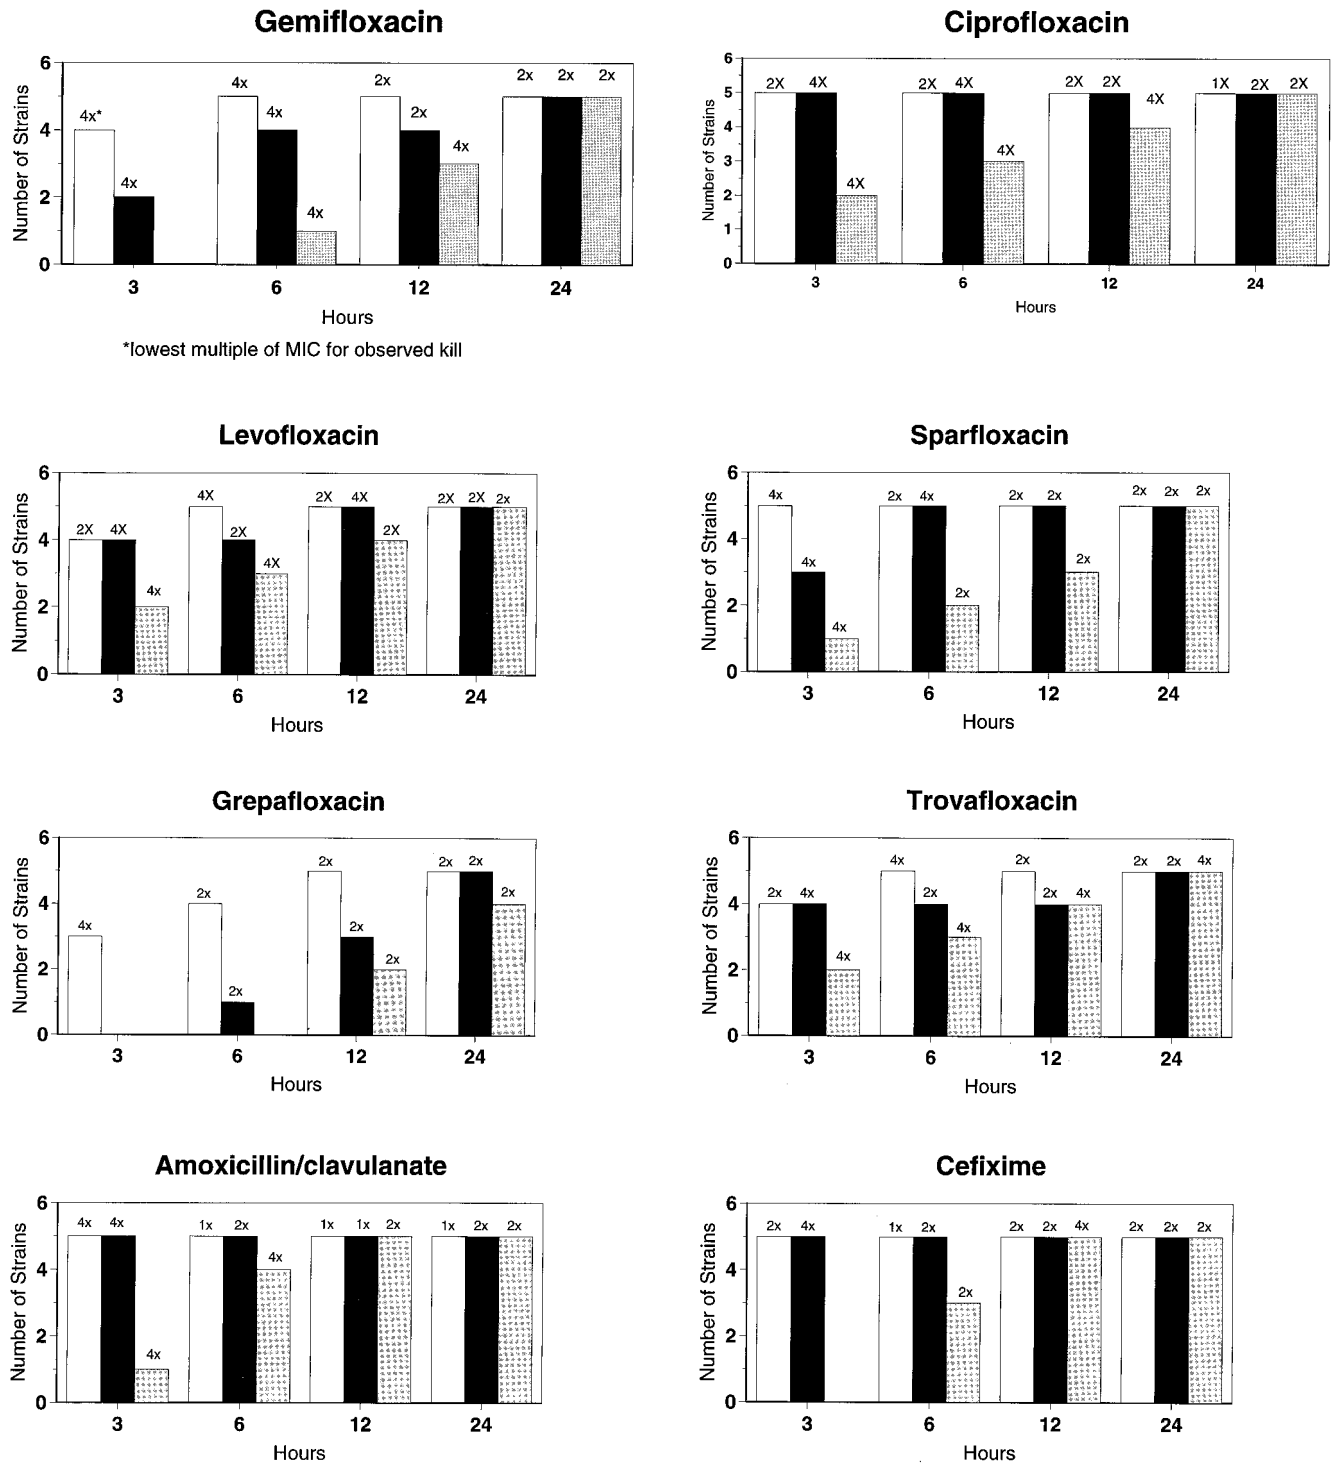 Gemifloxacin
Number of Strains
6
4
2
0
4x*
4x
4x
4x
4x
2x
2x
4x
2x 2x 2x
3 6 12 24
Hours
*lowest multiple of MIC for observed kill
Ciprofloxacin
Number of Strains
6
5
4
3
2
1
0
2X 4X
4X
2X 4X
4X
2X 2X
4X
1X 2X 2X
3 6 12 24
Hours
Levofloxacin
Number of Strains
6
4
2
0
2X 4X
4x
4X
2X
4X
2X 4X
2X
2X 2X 2x
3 6 12 24
Hours
Sparfloxacin
Number of Strains
6
4
2
0
4x
4x
4x
2x 4x
2x
2x 2x
2x
2x 2x 2x
3 6 12 24
Hours
Grepafloxacin
Number of Strains
6
4
2
0
4x
2x
2x
2x
2x
2x
2x 2x
2x
3 6 12 24
Hours
Trovafloxacin
Number of Strains
6
4
2
0
2x 4x
4x
4x
2x
4x
2x
2x 4x
2x 2x 4x
3 6 12 24
Hours
Amoxicillin/clavulanate
Number of Strains
6
4
2
0
4x 4x
4x
1x 2x
4x
1x 1x 2x
1x 2x 2x
3 6 12 24
Hours
Cefixime
Number of Strains
6
4
2
0
2x 4x
1x 2x
2x
2x 2x 4x
2x 2x 2x
3 6 12 24
Hours